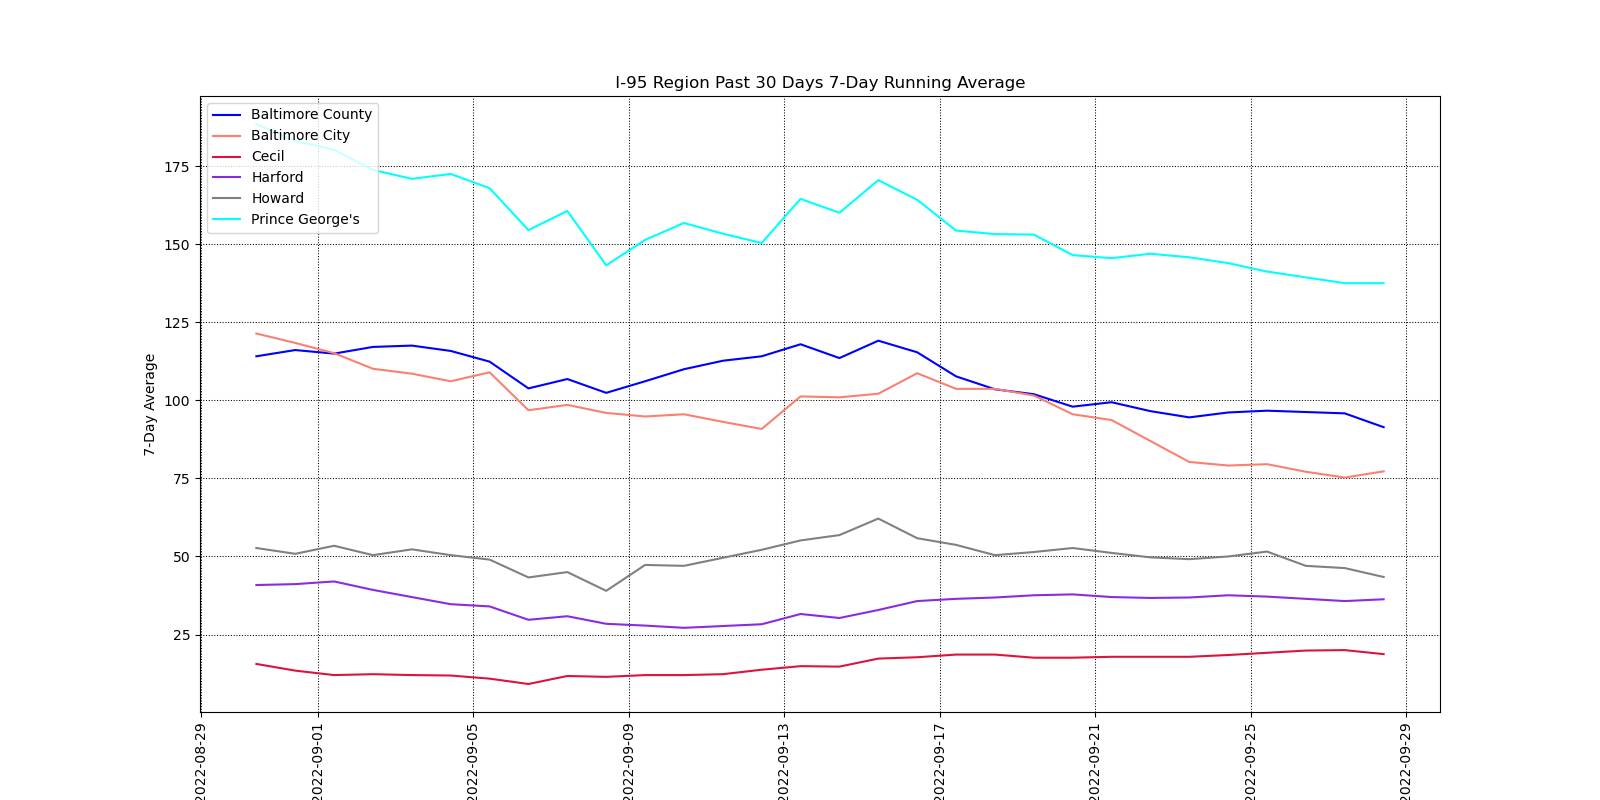 I-95 Region Past 30 Days 7-Day Running Average
Baltimore County
Baltimore City
Cecil
Harford
Howard
Prince George's
7-Day Average
175
150
125
100
75
50
25
2022-08-29
2022-09-01
2022-09-05
2022-09-09
2022-09-13
2022-09-17
2022-09-21
2022-09-25
2022-09-29